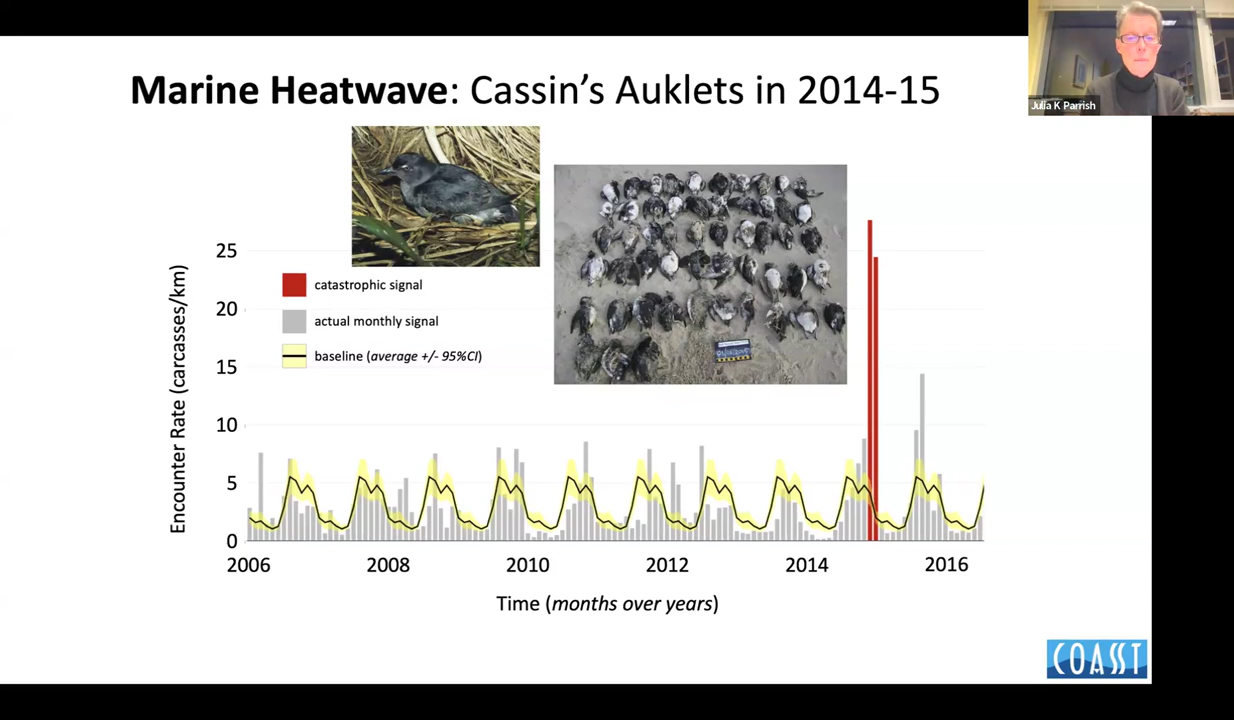 Marine Heatwave: Cassin's Auklets in 2014-15
Julia K Parrish
Encounter Rate (carcasses/km)
25
20
15
10
5
0
catastrophic signal
actual monthly signal
baseline (average +/- 95%CI)
2006 2008 2010 2012 2014 2016
Time (months over years)
COASST